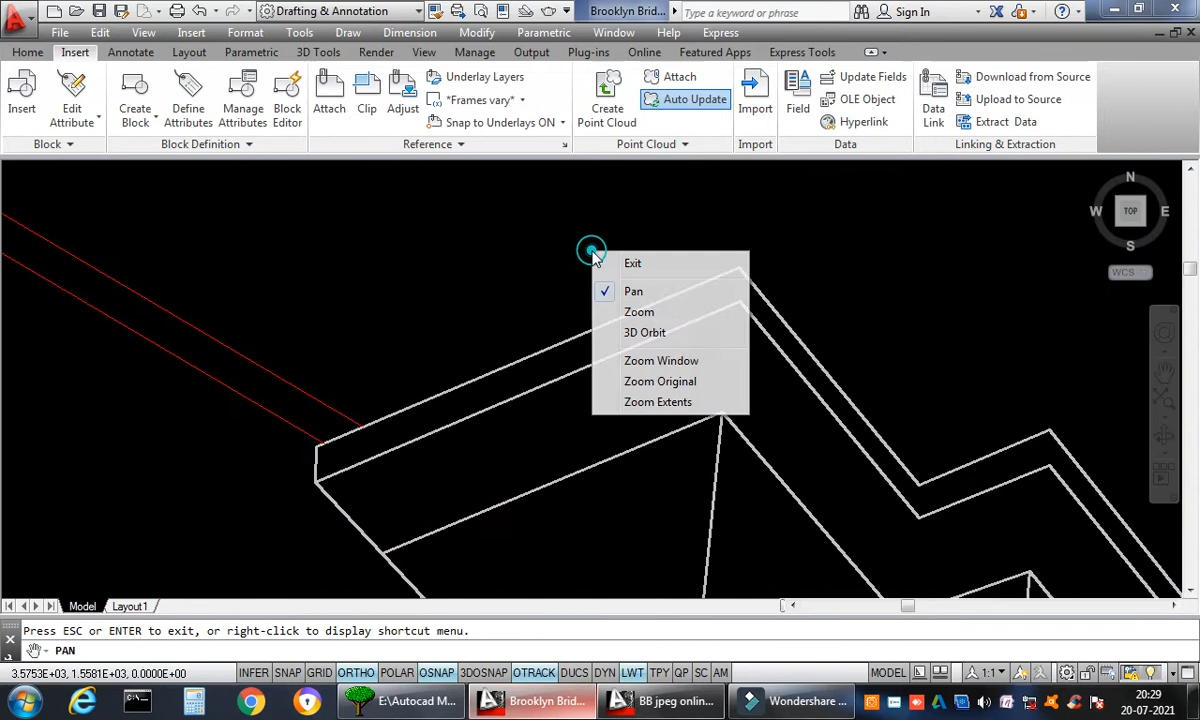 Drafting & Annotation
Brooklyn Brid...
Type a keyword or phrase
Sign In
File Edit View Insert Format Tools Draw Dimension Modify Parametric Window Help Express
Home Insert Annotate Layout Parametric 3D Tools Render View Manage Output Plug-ins Online Featured Apps Express Tools
Insert
Edit Attribute
Create Block
Define Attributes
Manage Attributes
Block Editor
Attach
Clip
Adjust
Underlay Layers
*Frames vary*
Snap to Underlays ON
Create Point Cloud
Attach
Auto Update
Import
Field
Update Fields
OLE Object
Hyperlink
Data Link
Download from Source
Upload to Source
Extract Data
Block Block Definition Reference Point Cloud Import Data Linking & Extraction
N
W TOP E
S
WCS
Exit
Pan
Zoom
3D Orbit
Zoom Window
Zoom Original
Zoom Extents
Model Layout1
Press ESC or ENTER to exit, or right-click to display shortcut menu.
PAN
3.5753E+03, 1.5581E+03, 0.0000E+00 INFER SNAP GRID ORTHO POLAR OSNAP 3DOSNAP OTRACK DUCS DYN LWT TPY QP SC AM MODEL 1:1
E:\Autocad M... Brooklyn Brid... BB jpeg onlin... Wondershare ...
20:29
20-07-2021